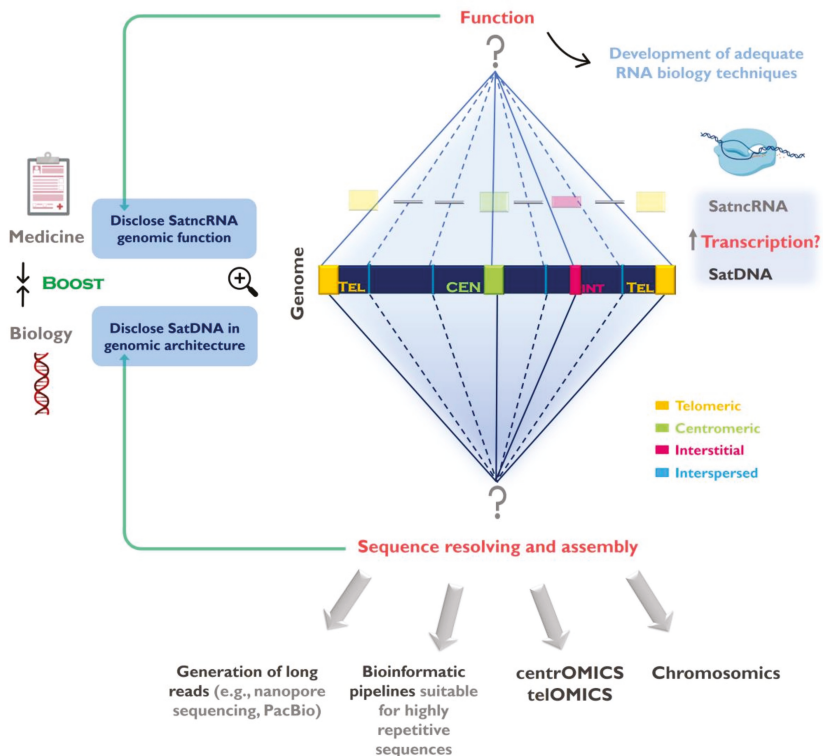 Function
?
Development of adequate
RNA biology techniques
Medicine
BOOST
Biology
Disclose SatncRNA
genomic function
Disclose SatDNA in
genomic architecture
Genome
TEL
CEN
INT
TEL
SatncRNA
Transcription?
SatDNA
Telomeric
Centromeric
Interstitial
Interspersed
?
Sequence resolving and assembly
Generation of long
reads (e.g., nanopore
sequencing, PacBio)
Bioinformatic
pipelines suitable
for highly
repetitive
sequences
centrOMICS
telOMICS
Chromosomics